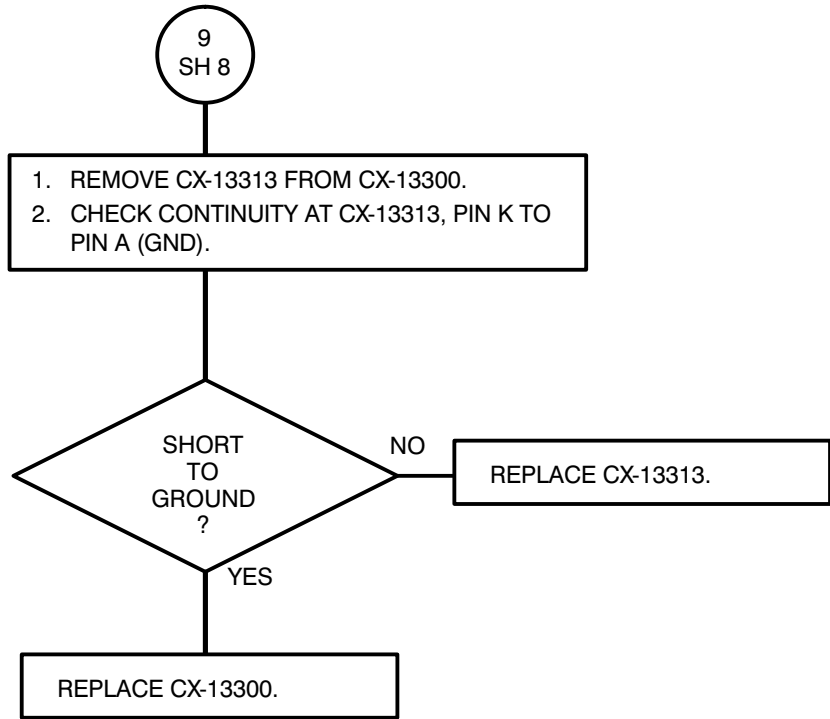 9
SH 8
1. REMOVE CX-13313 FROM CX-13300.
2. CHECK CONTINUITY AT CX-13313, PIN K TO
PIN A (GND).
SHORT
TO
GROUND
?
NO
REPLACE CX-13313.
YES
REPLACE CX-13300.